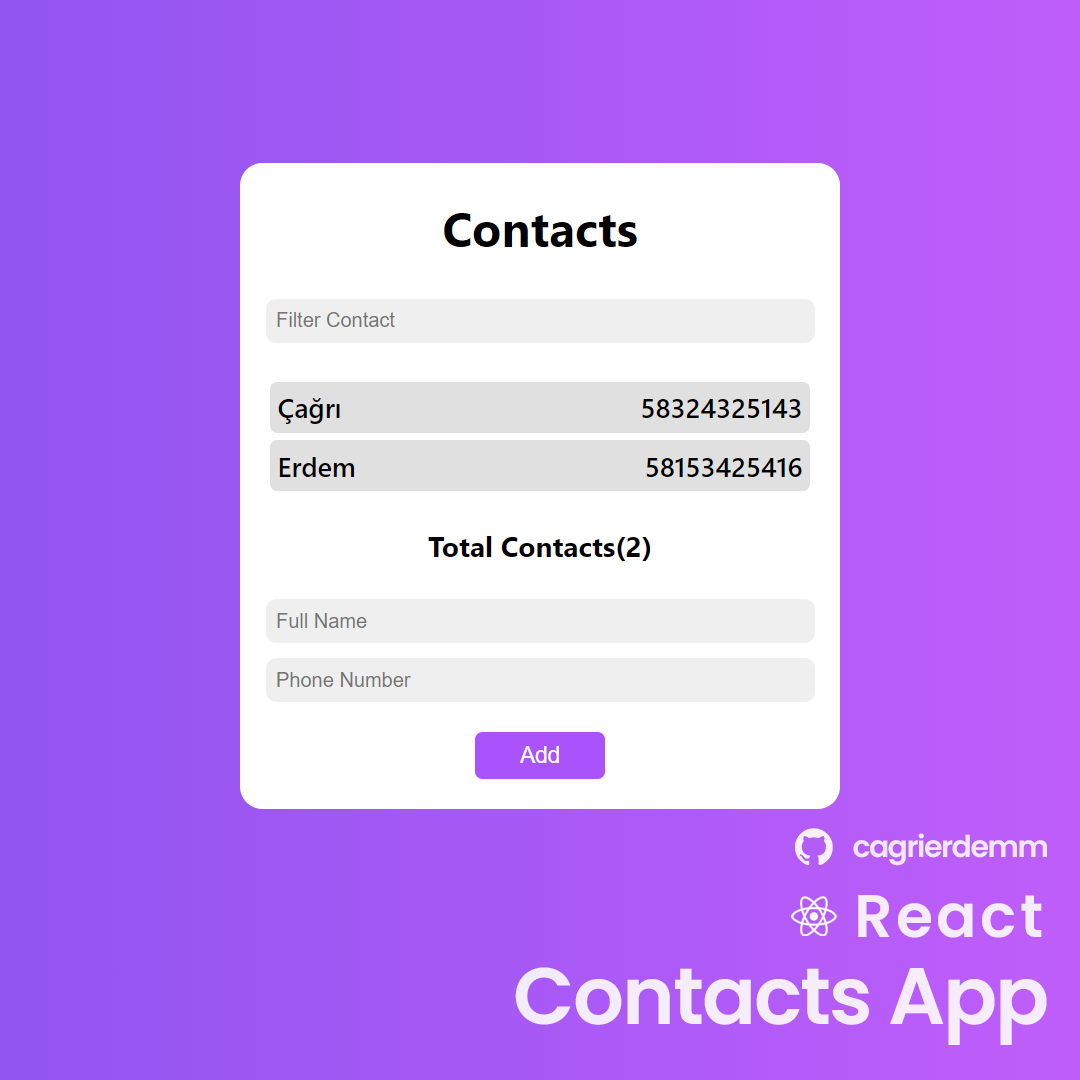 Contacts
Filter Contact
Çağrı 58324325143
Erdem 58153425416
Total Contacts(2)
Full Name
Phone Number
Add
cagrierdemm
React
Contacts App